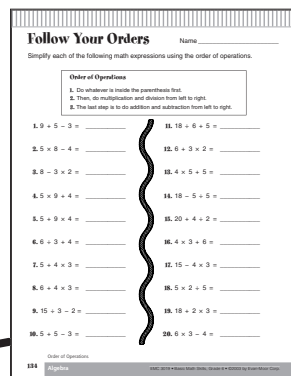 Follow Your Orders Name
Simplify each of the following math expressions using the order of operations.
Order of Operations
1. Do whatever is inside the parenthesis first.
2. Then, do multiplication and division from left to right.
3. The last step is to do addition and subtraction from left to right.
1. 9 + 5 − 3 =
2. 5 × 8 − 4 =
3. 8 − 3 × 2 =
4. 5 × 9 + 4 =
5. 5 + 9 × 4 =
6. 6 ÷ 3 + 4 =
7. 5 + 4 × 3 =
8. 6 + 4 × 3 =
9. 15 ÷ 3 − 2 =
10. 5 + 5 − 3 =
11. 18 ÷ 6 + 5 =
12. 6 + 3 × 2 =
13. 4 × 5 + 5 =
14. 18 − 5 ÷ 5 =
15. 20 + 4 ÷ 2 =
16. 4 × 3 + 6 =
17. 15 − 4 × 3 =
18. 5 × 2 ÷ 5 =
19. 18 + 2 × 3 =
20. 6 × 3 − 4 =
Order of Operations
134 Algebra